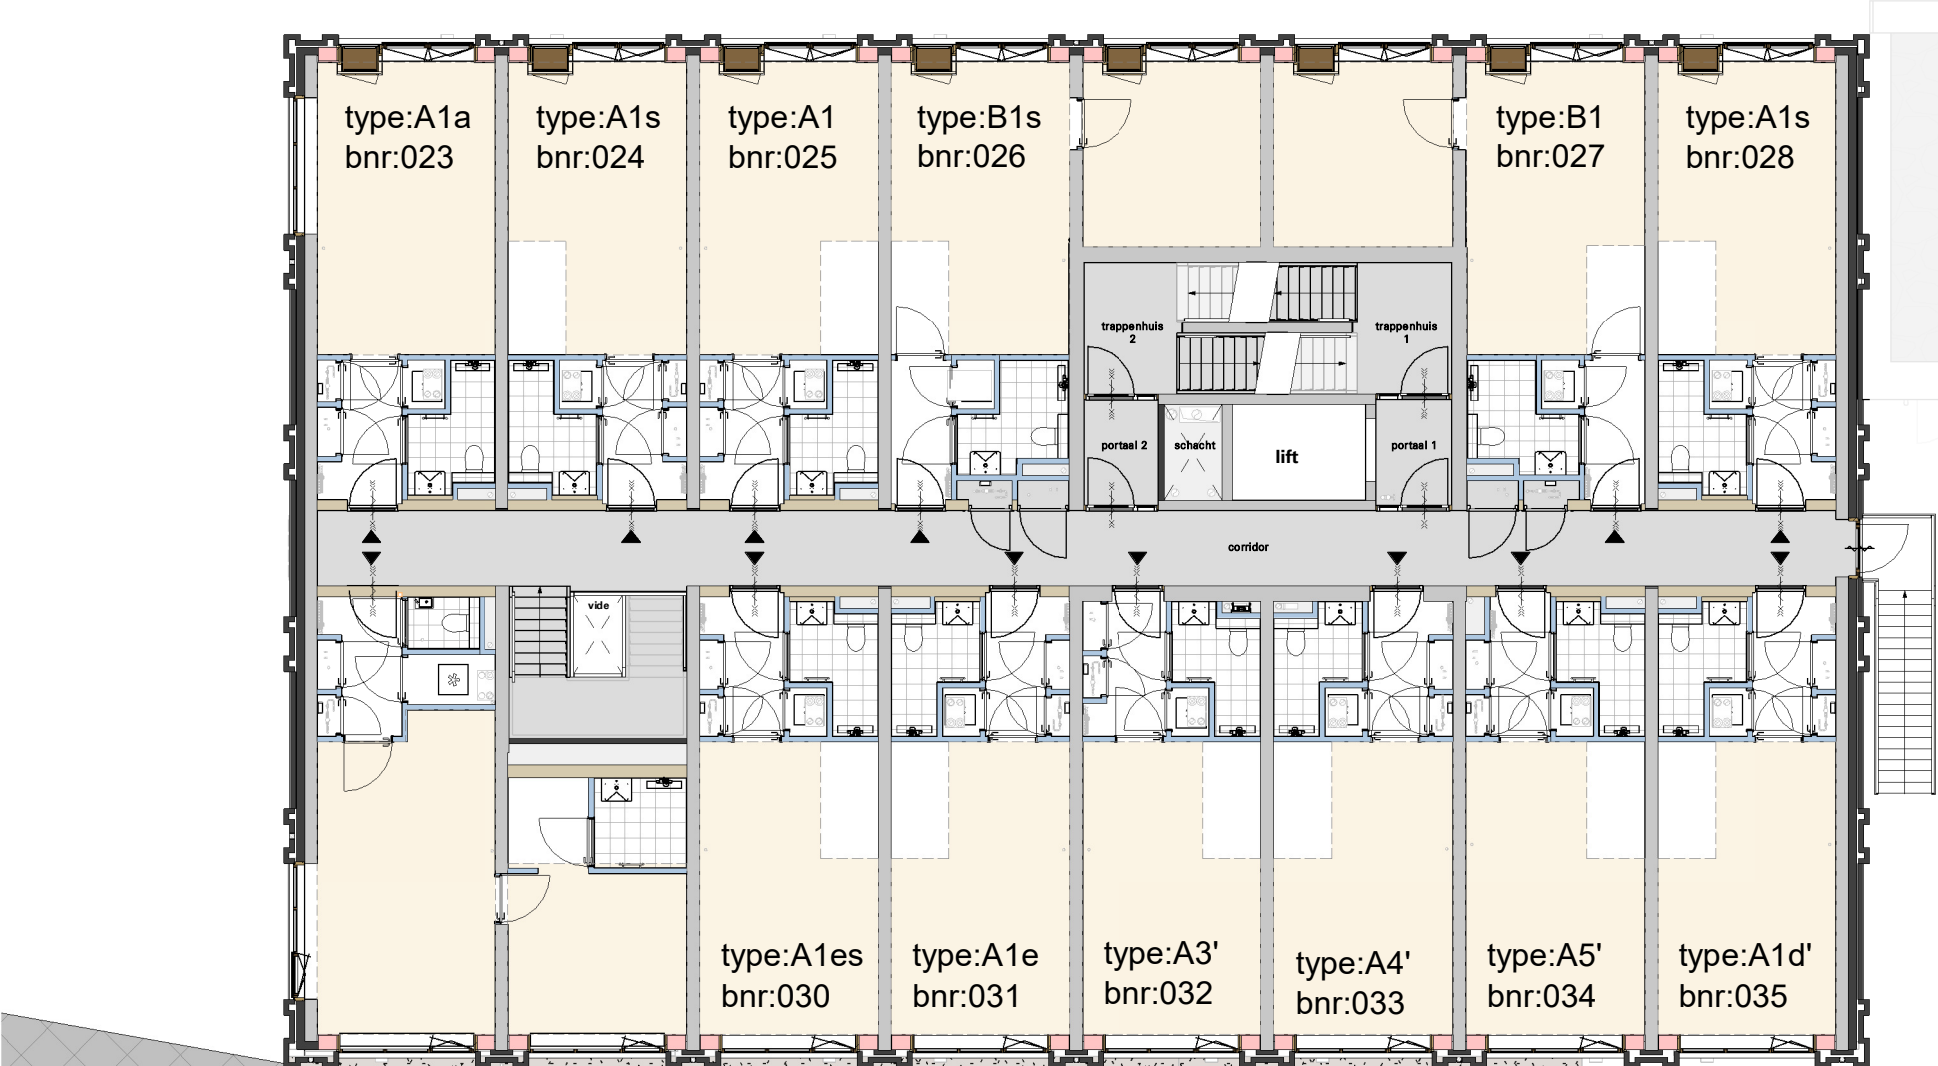 type:A1a
bnr:023
type:A1s
bnr:024
type:A1
bnr:025
type:B1s
bnr:026
type:B1
bnr:027
type:A1s
bnr:028
trappenhuis
2
trappenhuis
1
portaal 2
schacht
lift
portaal 1
corridor
vide
type:A1es
bnr:030
type:A1e
bnr:031
type:A3'
bnr:032
type:A4'
bnr:033
type:A5'
bnr:034
type:A1d'
bnr:035